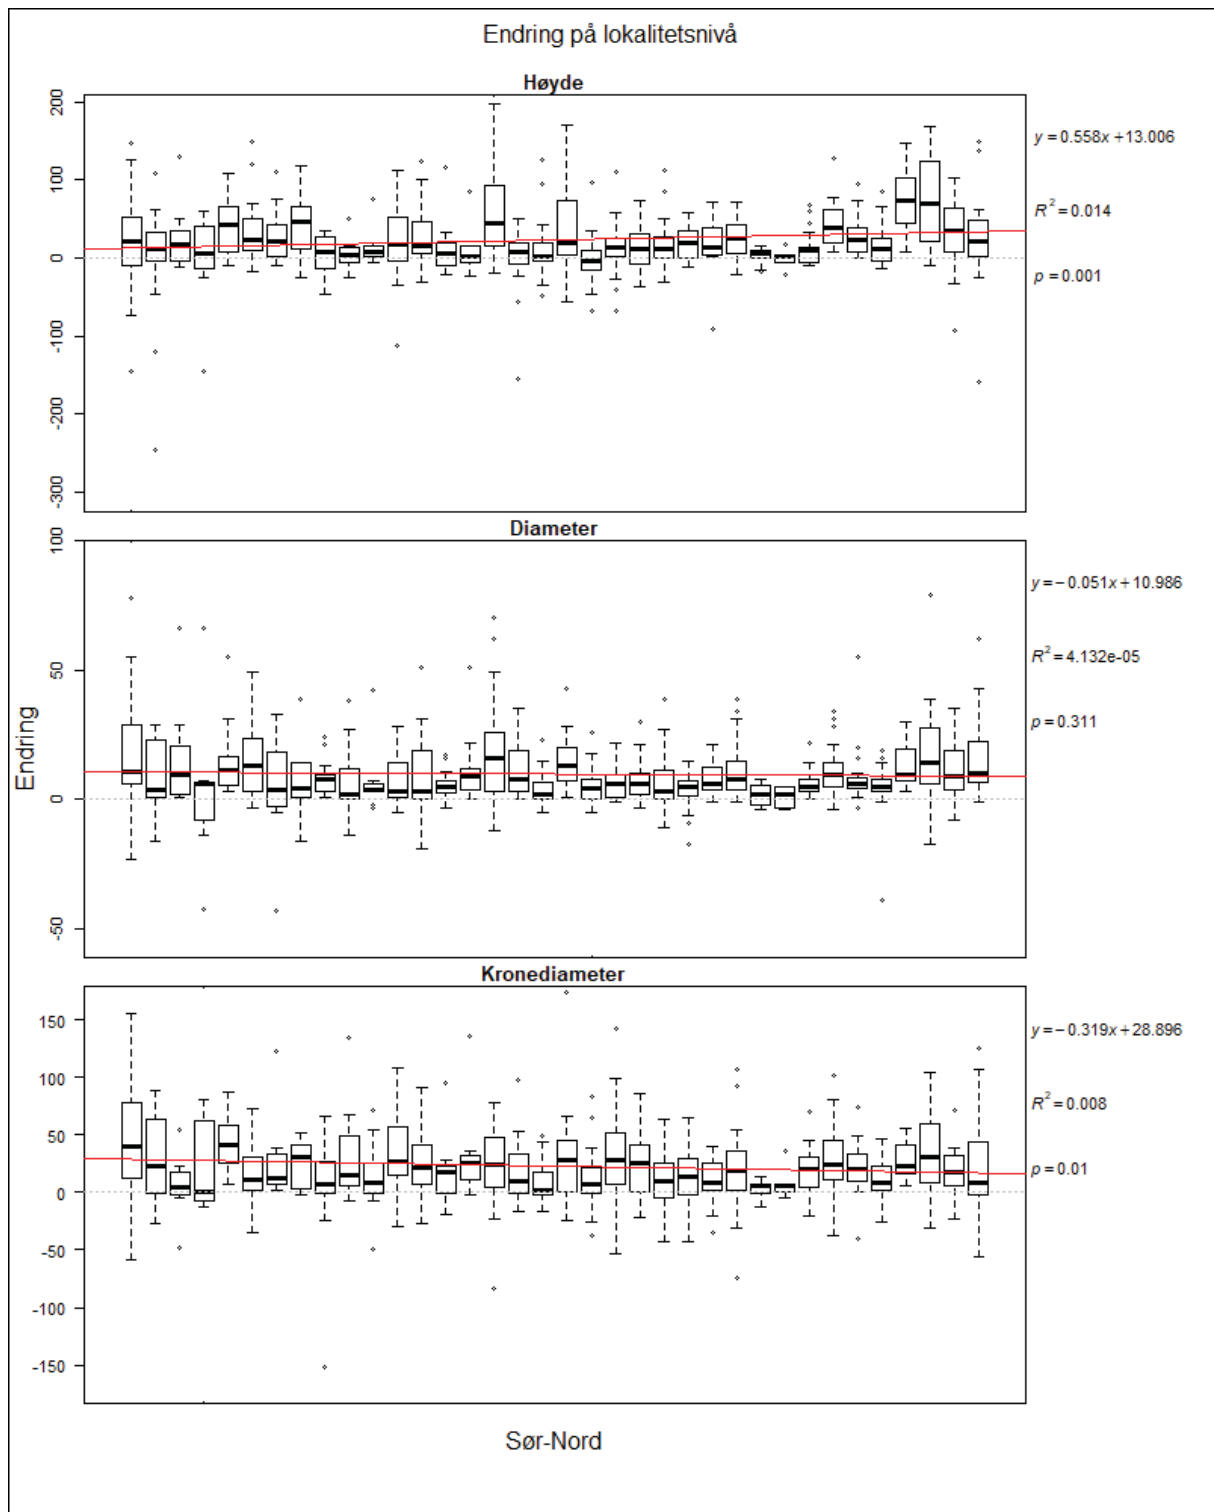 Endring på lokalitetsnivå
Høyde
200
100
0
-100
-200
-300
y = 0.558x + 13.006
R² = 0.014
p = 0.001
Diameter
100
50
0
-50
y = −0.051x + 10.986
R² = 4.132e-05
p = 0.311
Endring
Kronediameter
150
100
50
0
-50
-100
-150
y = −0.319x + 28.896
R² = 0.008
p = 0.01
Sør-Nord